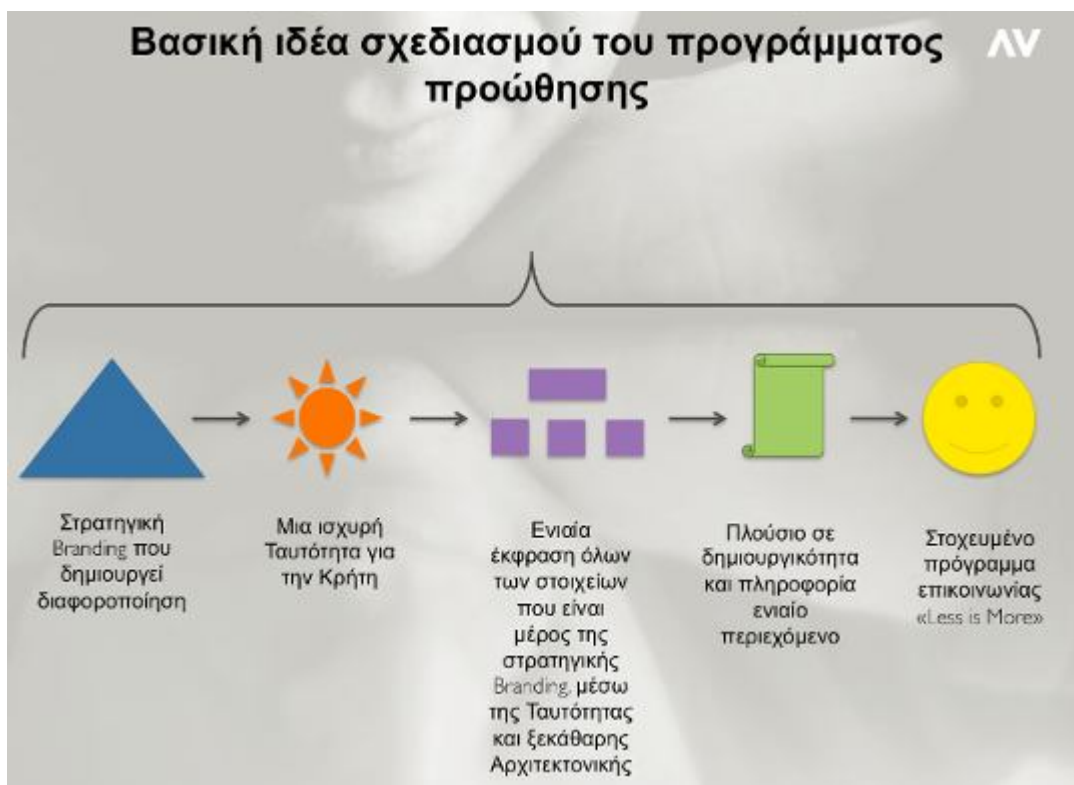 Βασική ιδέα σχεδιασμού του προγράμματος
προώθησης
ΛV
Στρατηγική
Branding που
δημιουργεί
διαφοροποίηση
Μια ισχυρή
Ταυτότητα για
την Κρήτη
Ενιαία
έκφραση όλων
των στοιχείων
που είναι
μέρος της
στρατηγικής
Branding, μέσω
της Ταυτότητας
και ξεκάθαρης
Αρχιτεκτονικής
Πλούσιο σε
δημιουργικότητα
και πληροφορία
ενιαίο
περιεχόμενο
Στοχευμένο
πρόγραμμα
επικοινωνίας
«Less is More»